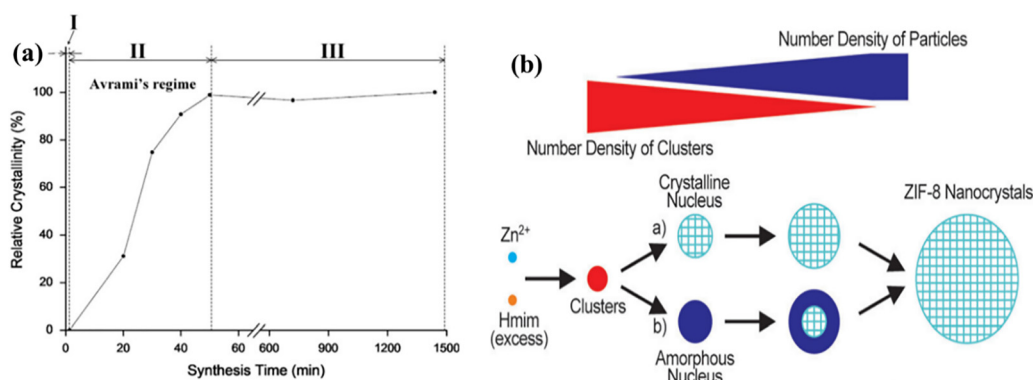 I
(a)
II
III
Avrami's regime
Relative Crystallinity (%)
100
80
60
40
20
0
0 20 40 60 600 900 1200 1500
Synthesis Time (min)
(b)
Number Density of Particles
Number Density of Clusters
Crystalline
Nucleus
ZIF-8 Nanocrystals
Zn²⁺
a)
Clusters
Hmim
(excess)
b)
Amorphous
Nucleus